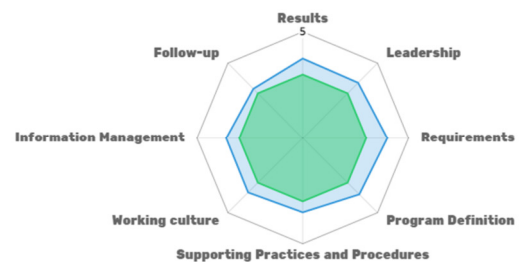 Results
5
Follow-up
Leadership
Information Management
Requirements
Working culture
Program Definition
Supporting Practices and Procedures